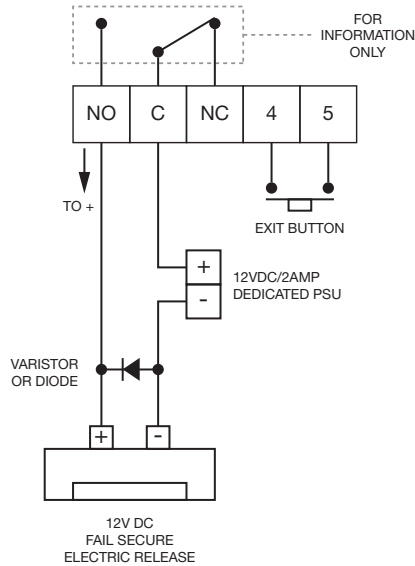 FOR
INFORMATION
ONLY
NO C NC 4 5
TO +
EXIT BUTTON
+
12VDC/2AMP
DEDICATED PSU
-
VARISTOR
OR DIODE
+ -
12V DC
FAIL SECURE
ELECTRIC RELEASE